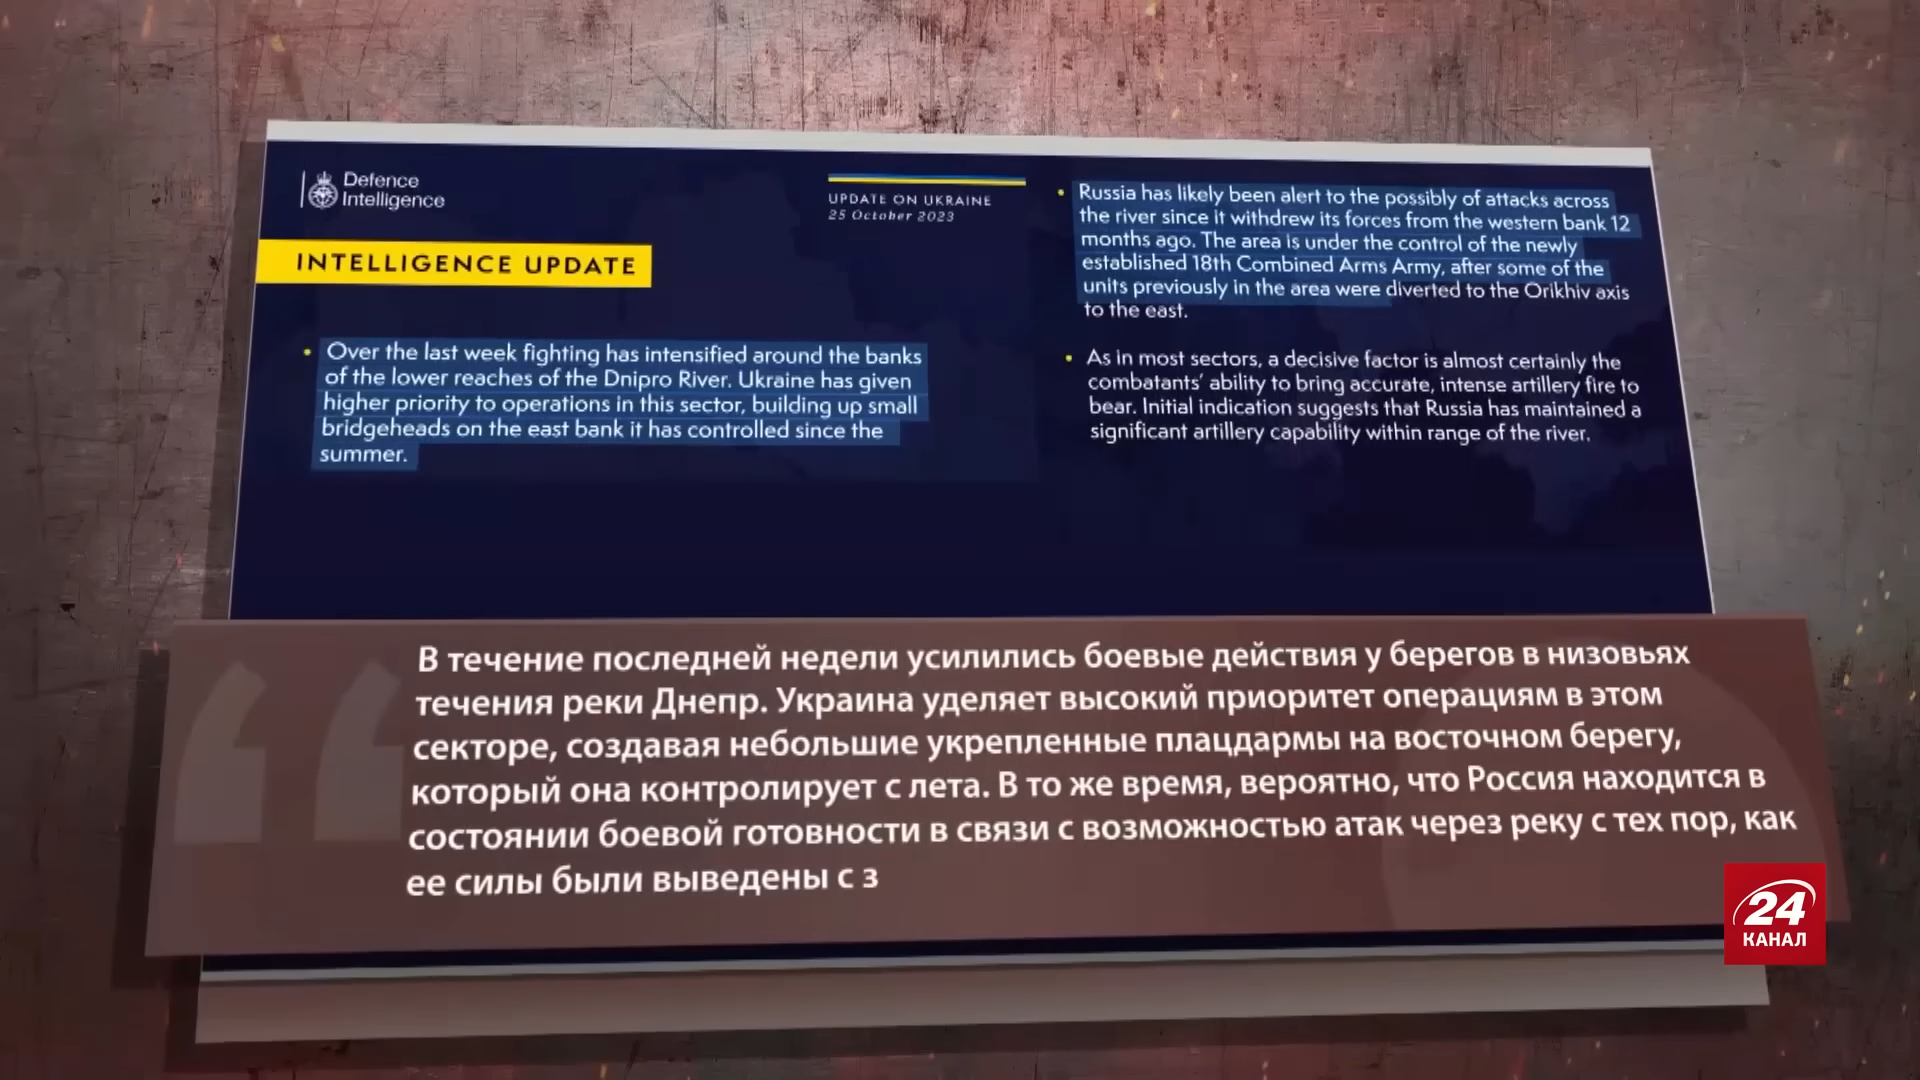 Defence
Intelligence
UPDATE ON UKRAINE
25 October 2023
INTELLIGENCE UPDATE
Over the last week fighting has intensified around the banks
of the lower reaches of the Dnipro River. Ukraine has given
higher priority to operations in this sector, building up small
bridgeheads on the east bank it has controlled since the
summer.
Russia has likely been alert to the possibly of attacks across
the river since it withdrew its forces from the western bank 12
months ago. The area is under the control of the newly
established 18th Combined Arms Army, after some of the
units previously in the area were diverted to the Orikhiv axis
to the east.
As in most sectors, a decisive factor is almost certainly the
combatants' ability to bring accurate, intense artillery fire to
bear. Initial indication suggests that Russia has maintained a
significant artillery capability within range of the river.
В течение последней недели усилились боевые действия у берегов в низовьях
течения реки Днепр. Украина уделяет высокий приоритет операциям в этом
секторе, создавая небольшие укрепленные плацдармы на восточном берегу,
который она контролирует с лета. В то же время, вероятно, что Россия находится в
состоянии боевой готовности в связи с возможностью атак через реку с тех пор, как
ее силы были выведены с з
24
КАНАЛ